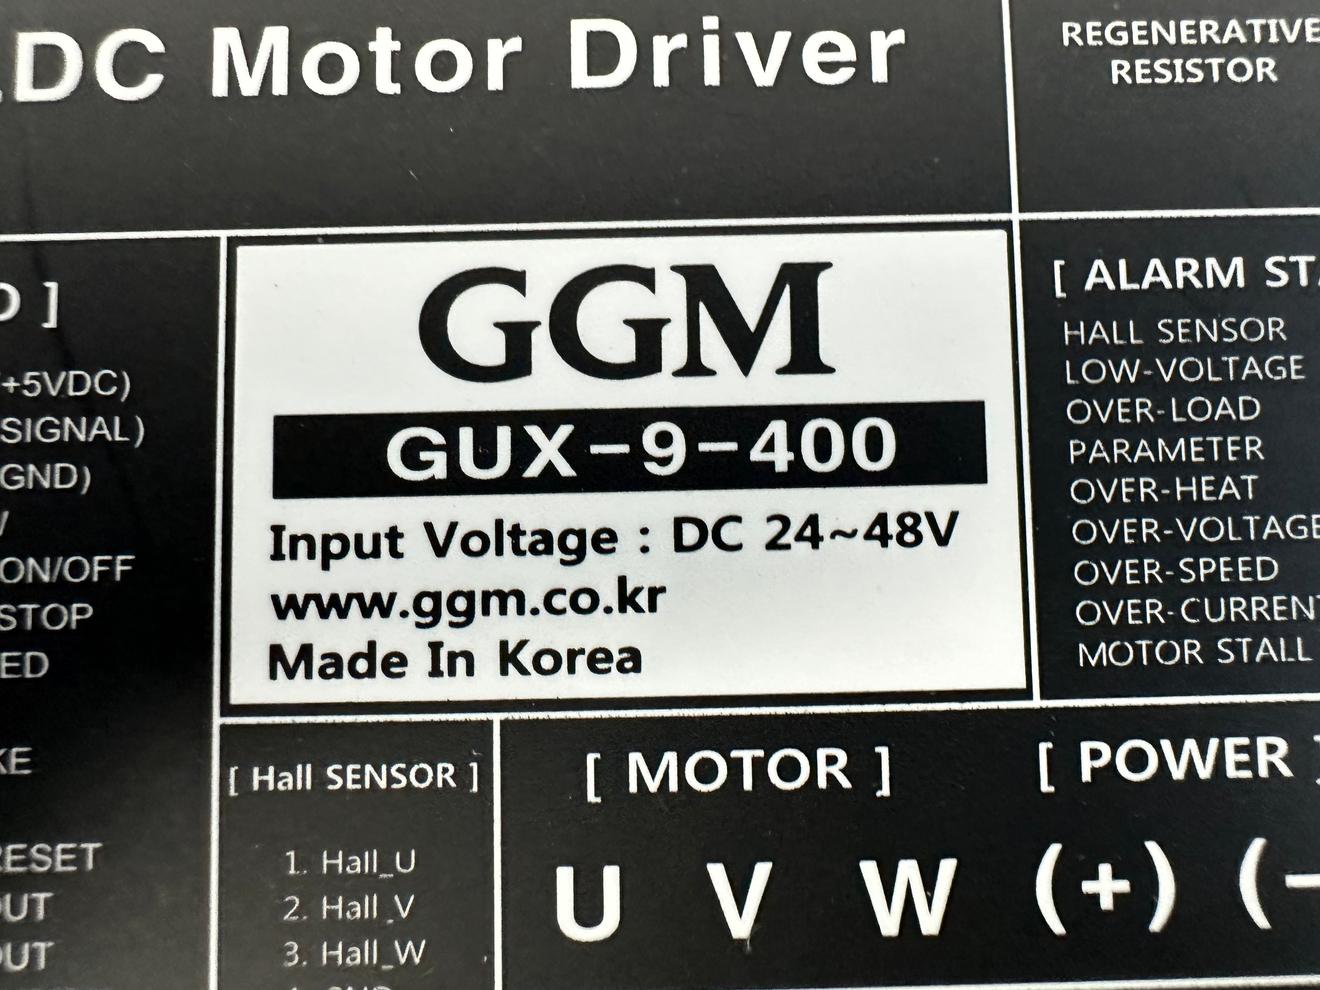 DC Motor Driver
REGENERATIVE
RESISTOR
]
+5VDC)
SIGNAL)
GND)
ON/OFF
STOP
RESET
GGM
GUX-9-400
Input Voltage : DC 24~48V
www.ggm.co.kr
Made In Korea
[ ALARM
HALL SENSOR
LOW-VOLTAGE
OVER-LOAD
PARAMETER
OVER-HEAT
OVER-VOLTAGE
OVER-SPEED
OVER-CURRENT
MOTOR STALL
[ Hall SENSOR ]
1. Hall_U
2. Hall_V
3. Hall_W
[ MOTOR ]
U V W
[ POWER ]
(+) (-